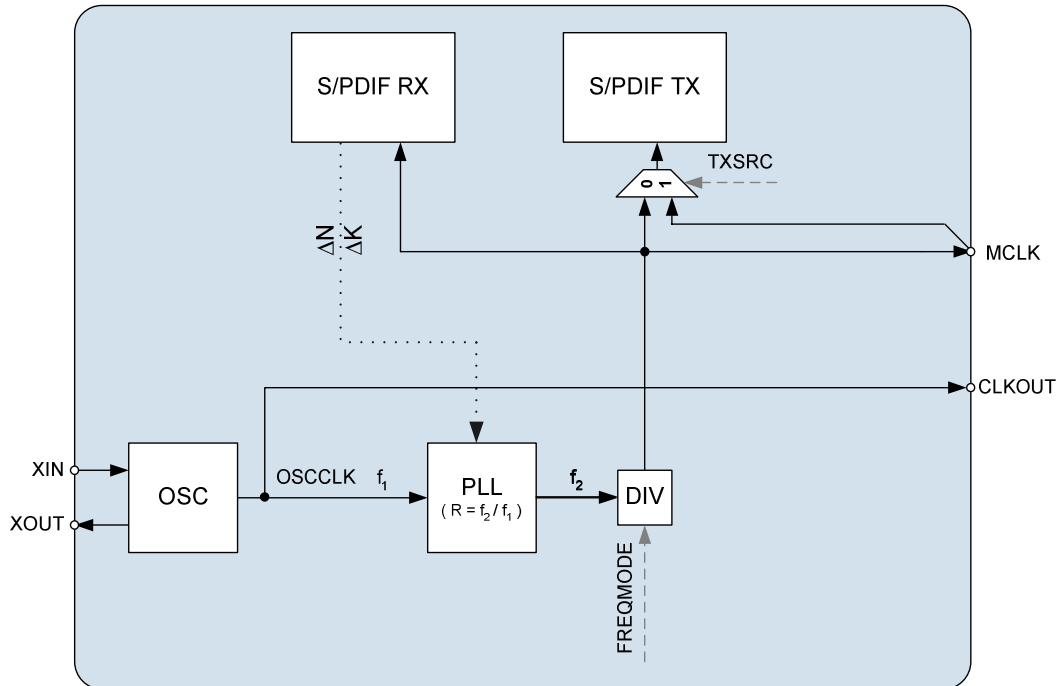 S/PDIF RX
S/PDIF TX
TXSRC
0
1
ΔN
ΔK
MCLK
CLKOUT
XIN
OSC
OSCCLK f1
PLL
( R = f2 / f1 )
f2
DIV
XOUT
FREQMODE